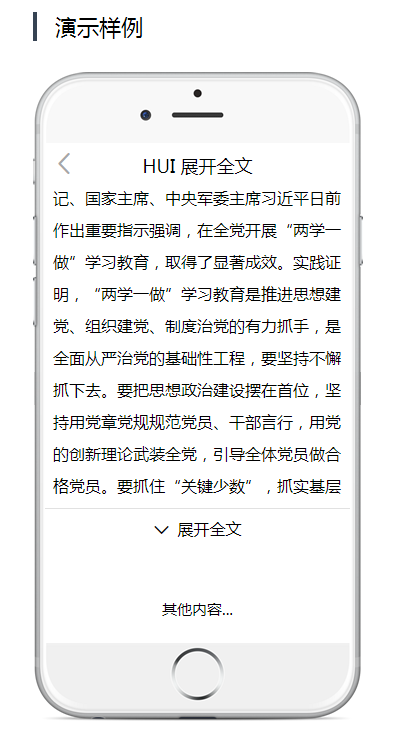 演示样例
HUI 展开全文
记、国家主席、中央军委主席习近平日前
作出重要指示强调，在全党开展“两学一
做”学习教育，取得了显著成效。实践证
明，“两学一做”学习教育是推进思想建
党、组织建党、制度治党的有力抓手，是
全面从严治党的基础性工程，要坚持不懈
抓下去。要把思想政治建设摆在首位，坚
持用党章党规规范党员、干部言行，用党
的创新理论武装全党，引导全体党员做合
格党员。要抓住“关键少数”，抓实基层
展开全文
其他内容...